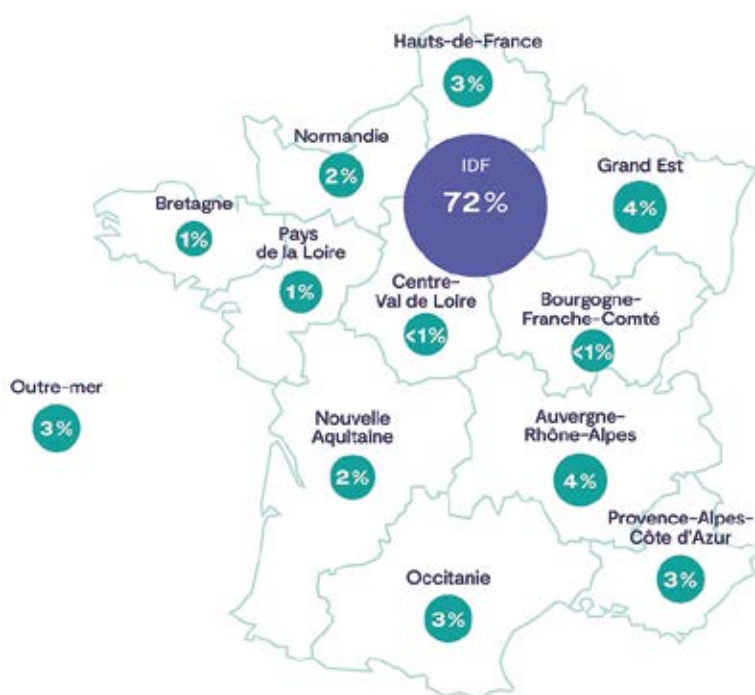 Hauts-de-France
3%
Normandie
2%
IDF
72%
Grand Est
4%
Bretagne
1%
Pays
de la Loire
1%
Centre-
Val de Loire
<1%
Bourgogne-
Franche-Comté
<1%
Outre-mer
3%
Nouvelle
Aquitaine
2%
Auvergne-
Rhône-Alpes
4%
Provence-Alpes-
Côte d'Azur
3%
Occitanie
3%